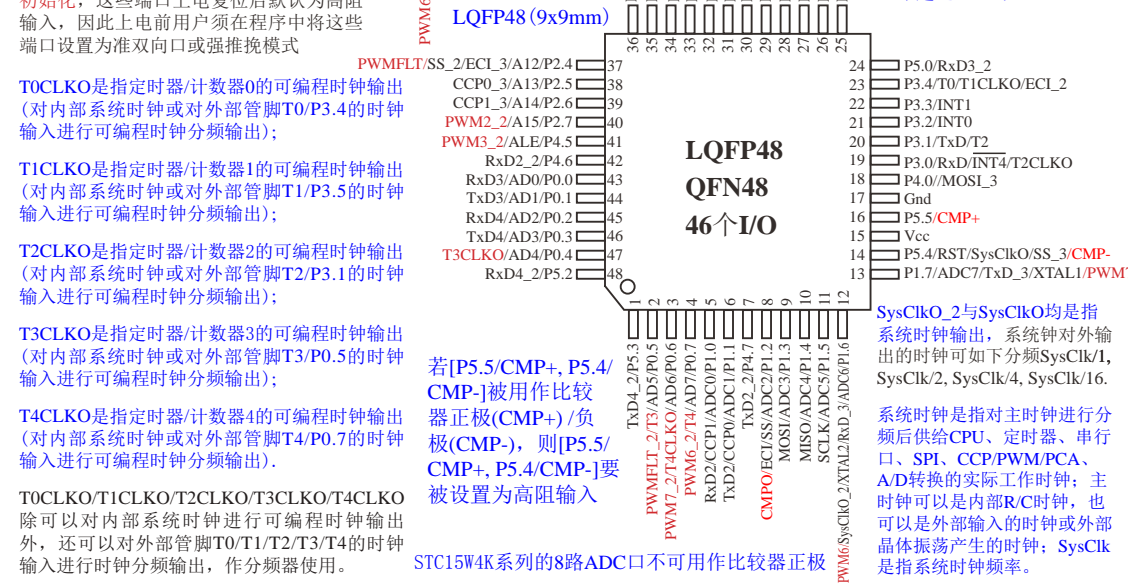 初始化，这些端口上电复位后默认为高阻
输入，因此上电前用户须在程序中将这些
端口设置为准双向口或强推挽模式
T0CLKO是指定时器/计数器0的可编程时钟输出
(对内部系统时钟或对外部管脚T0/P3.4的时钟
输入进行可编程时钟分频输出);
T1CLKO是指定时器/计数器1的可编程时钟输出
(对内部系统时钟或对外部管脚T1/P3.5的时钟
输入进行可编程时钟分频输出);
T2CLKO是指定时器/计数器2的可编程时钟输出
(对内部系统时钟或对外部管脚T2/P3.1的时钟
输入进行可编程时钟分频输出);
T3CLKO是指定时器/计数器3的可编程时钟输出
(对内部系统时钟或对外部管脚T3/P0.5的时钟
输入进行可编程时钟分频输出);
T4CLKO是指定时器/计数器4的可编程时钟输出
(对内部系统时钟或对外部管脚T4/P0.7的时钟
输入进行可编程时钟分频输出).
T0CLKO/T1CLKO/T2CLKO/T3CLKO/T4CLKO
除可以对内部系统时钟进行可编程时钟输出
外，还可以对外部管脚T0/T1/T2/T3/T4的时钟
输入进行时钟分频输出，作分频器使用。
PWM6
LQFP48 (9x9mm)
36 35 34 33 32 31 30 29 28 27 26 25
PWMFLT/SS_2/ECI_3/A12/P2.4 37
CCP0_3/A13/P2.5 38
CCP1_3/A14/P2.6 39
PWM2_2/A15/P2.7 40
PWM3_2/ALE/P4.5 41
RxD2_2/P4.6 42
RxD3/AD0/P0.0 43
TxD3/AD1/P0.1 44
RxD4/AD2/P0.2 45
TxD4/AD3/P0.3 46
T3CLKO/AD4/P0.4 47
RxD4_2/P5.2 48
LQFP48
QFN48
46个I/O
24 P5.0/RxD3_2
23 P3.4/T0/T1CLKO/ECI_2
22 P3.3/INT1
21 P3.2/INT0
20 P3.1/TxD/T2
19 P3.0/RxD/INT4/T2CLKO
18 P4.0//MOSI_3
17 Gnd
16 P5.5/CMP+
15 Vcc
14 P5.4/RST/SysClkO/SS_3/CMP-
13 P1.7/ADC7/TxD_3/XTAL1/PWM7
1 2 3 4 5 6 7 8 9 10 11 12
TxD4_2/P5.3
PWMFLT_2/T3/AD5/P0.5
PWM7_2/T4CLKO/AD6/P0.6
PWM6_2/T4/AD7/P0.7
RxD2/CCP1/ADC0/P1.0
TxD2/CCP0/ADC1/P1.1
TxD2_2/P4.7
CMPO/ECI/SS/ADC2/P1.2
MOSI/ADC3/P1.3
MISO/ADC4/P1.4
SCLK/ADC5/P1.5
PWM6/SysClkO_2/XTAL2/RxD_3/ADC6/P1.6
若[P5.5/CMP+, P5.4/
CMP-]被用作比较
器正极(CMP+) /负
极(CMP-)，则[P5.5/
CMP+, P5.4/CMP-]要
被设置为高阻输入
STC15W4K系列的8路ADC口不可用作比较器正极
SysClkO_2与SysClkO均是指
系统时钟输出，系统钟对外输
出的时钟可如下分频SysClk/1,
SysClk/2, SysClk/4, SysClk/16.
系统时钟是指对主时钟进行分
频后供给CPU、定时器、串行
口、SPI、CCP/PWM/PCA、
A/D转换的实际工作时钟；主
时钟可以是内部R/C时钟，也
可以是外部输入的时钟或外部
晶体振荡产生的时钟；SysClk
是指系统时钟频率。